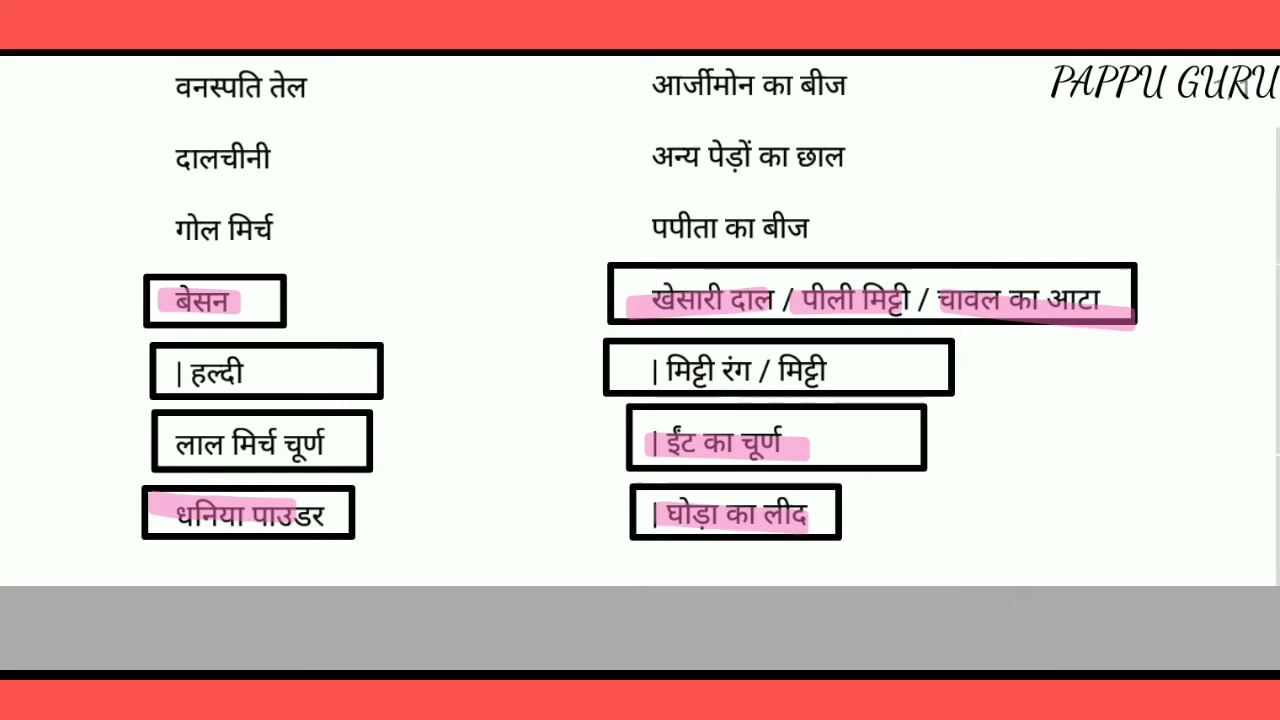 PAPPU GURU
वनस्पति तेल आर्जीमोन का बीज
दालचीनी अन्य पेड़ों का छाल
गोल मिर्च पपीता का बीज
बेसन खेसारी दाल / पीली मिट्टी / चावल का आटा
| हल्दी | मिट्टी रंग / मिट्टी
लाल मिर्च चूर्ण | ईंट का चूर्ण
धनिया पाउडर | घोड़ा का लीद